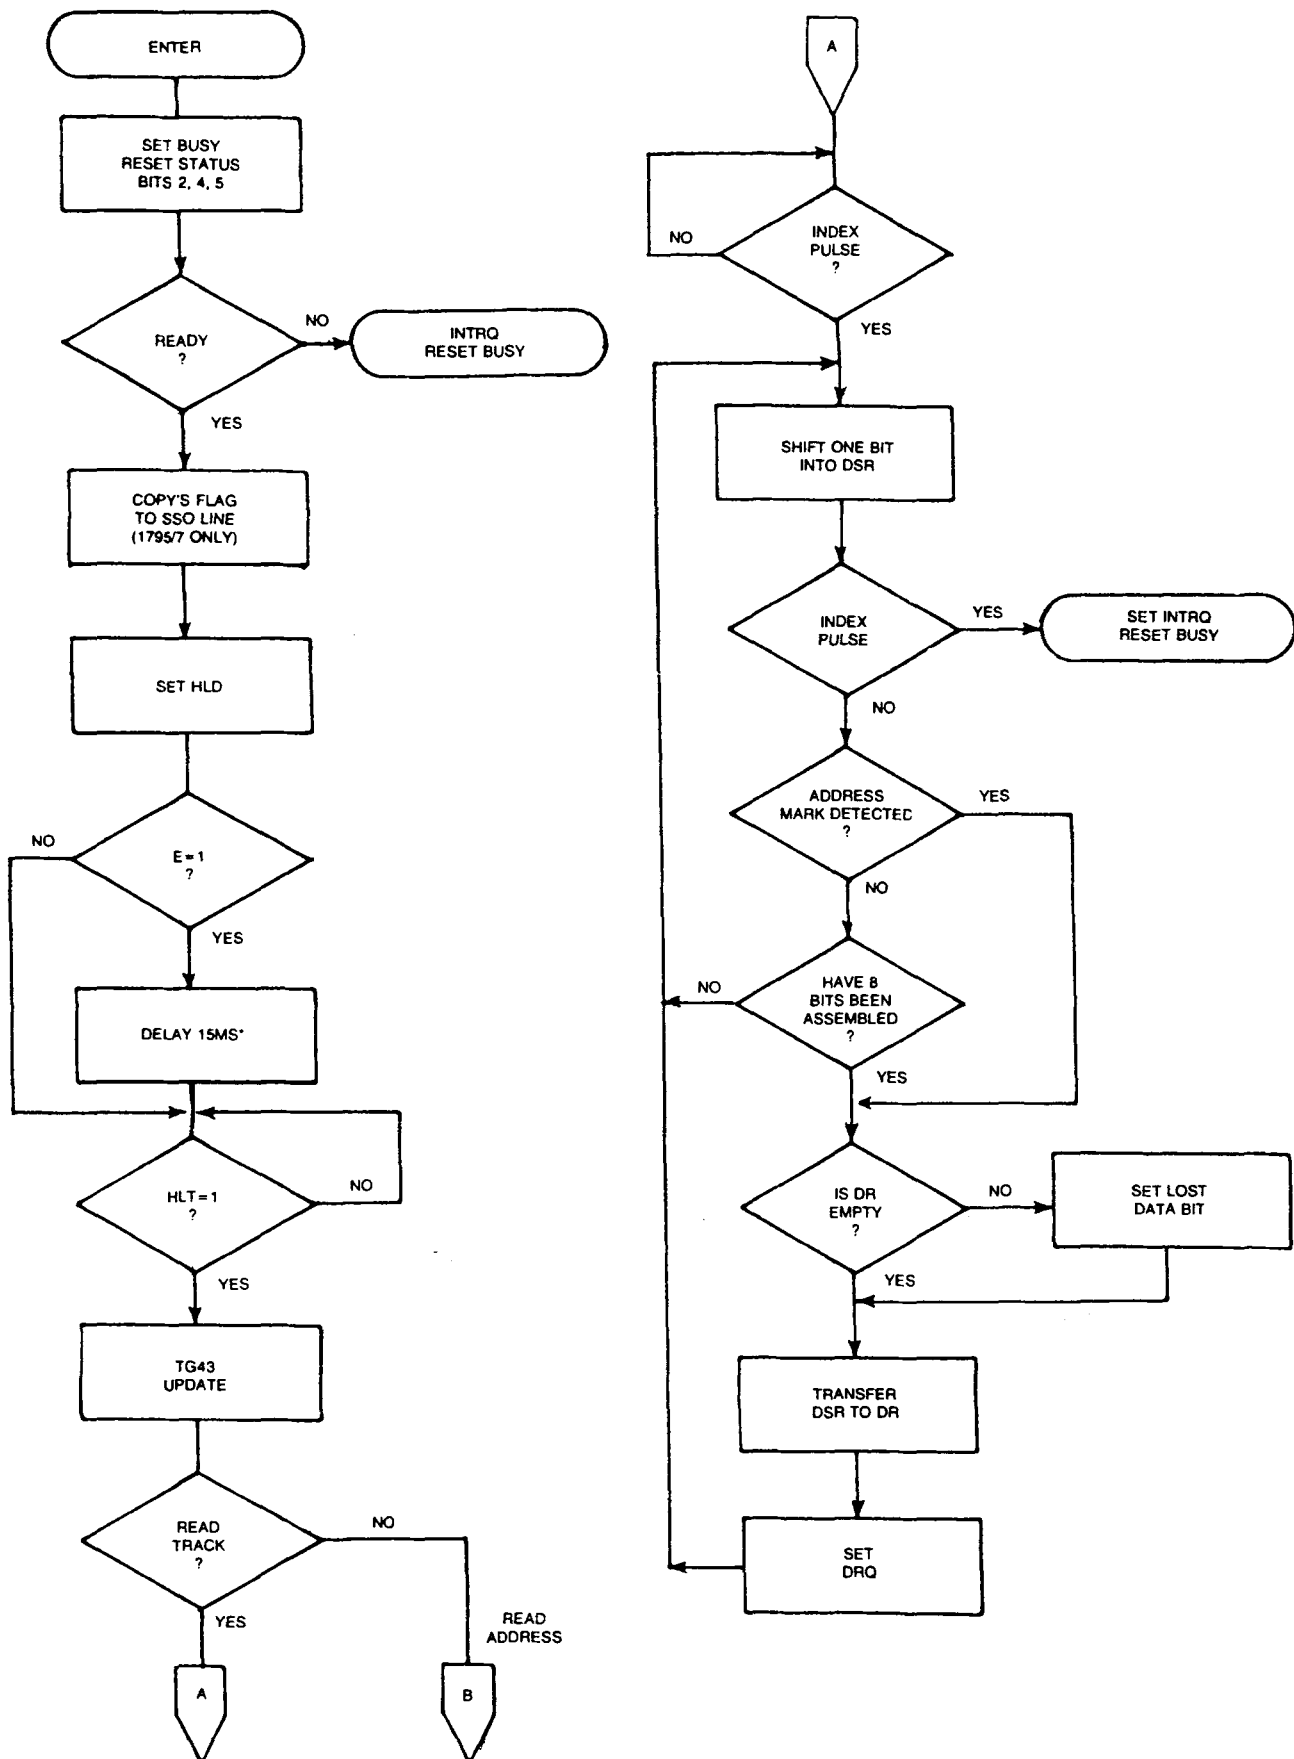 ENTER
SET BUSY
RESET STATUS
BITS 2, 4, 5
READY
?
NO
INTRQ
RESET BUSY
YES
COPY'S FLAG
TO SSO LINE
(1795/7 ONLY)
SET HLD
NO
E=1
?
YES
DELAY 15MS*
HLT=1
?
NO
YES
TG43
UPDATE
READ
TRACK
?
NO
YES
READ
ADDRESS
A
B
A
NO
INDEX
PULSE
?
YES
SHIFT ONE BIT
INTO DSR
INDEX
PULSE
YES
SET INTRQ
RESET BUSY
NO
ADDRESS
MARK DETECTED
?
YES
NO
NO
HAVE 8
BITS BEEN
ASSEMBLED
?
YES
IS DR
EMPTY
?
NO
SET LOST
DATA BIT
YES
TRANSFER
DSR TO DR
SET
DRQ